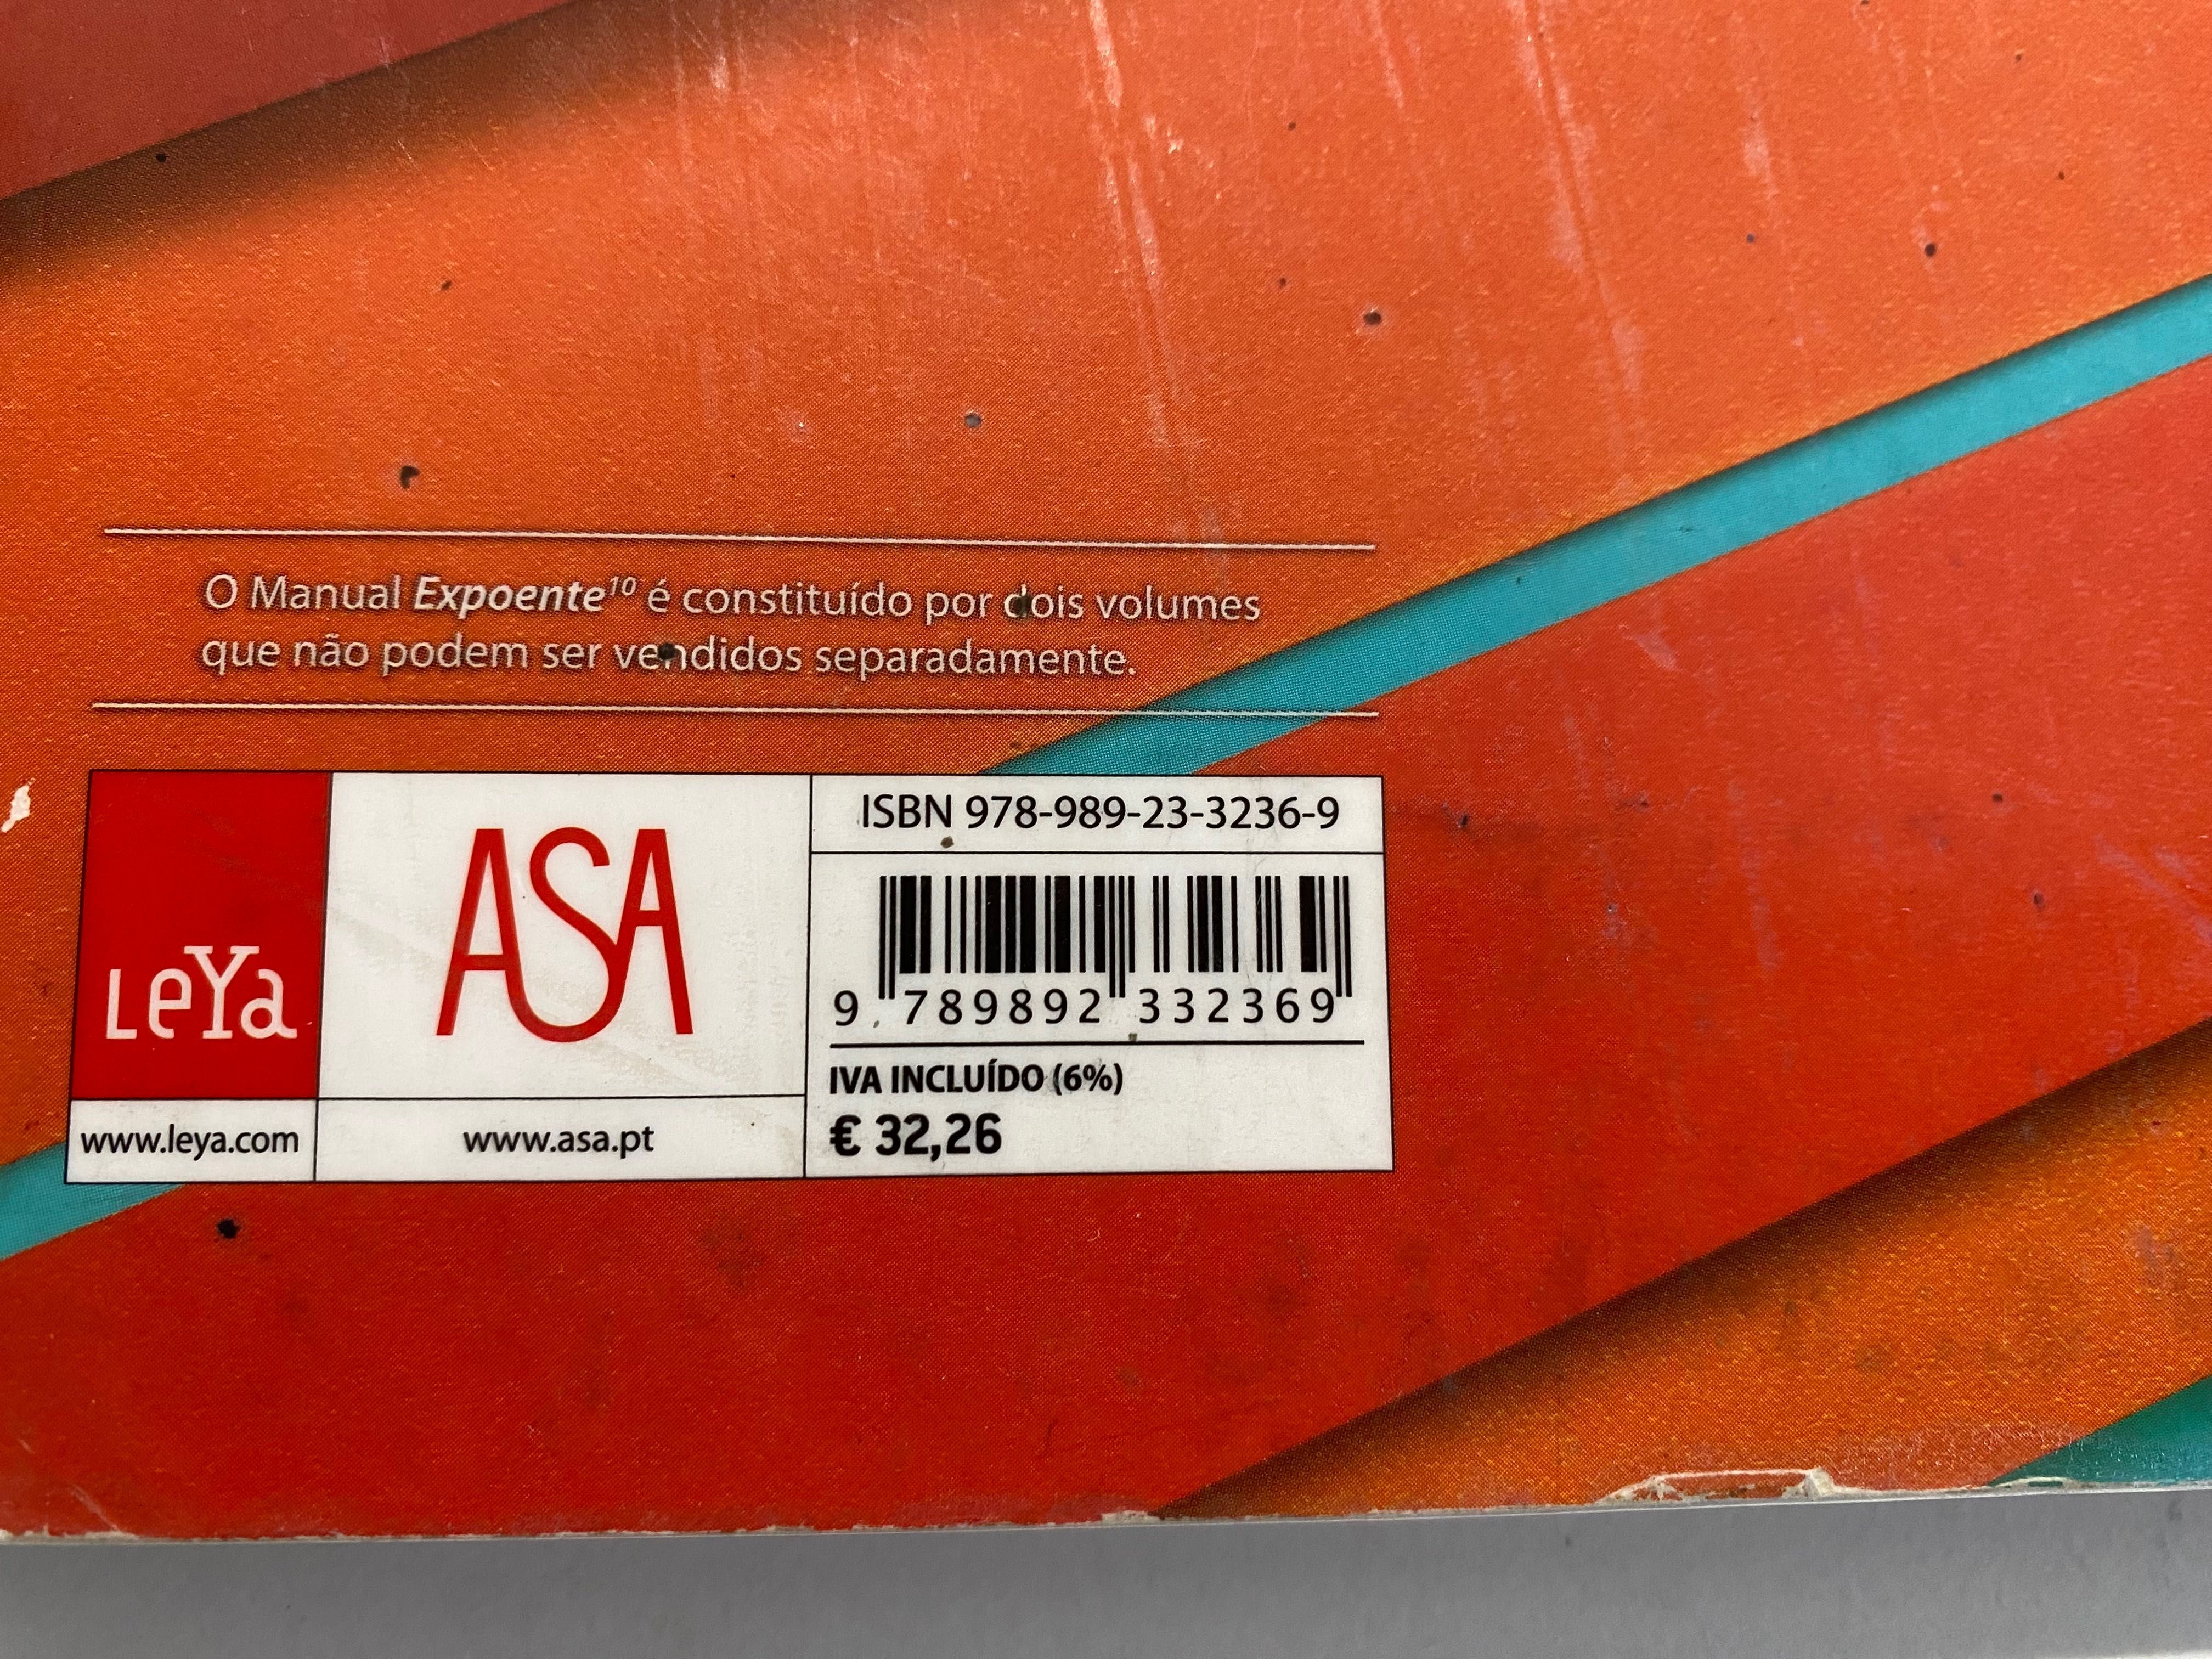 O Manual Expoente¹⁰ é constituído por dois volumes
que não podem ser vendidos separadamente.
LeYa
ASA
www.leya.com
www.asa.pt
ISBN 978-989-23-3236-9
9 789892 332369
IVA INCLUÍDO (6%)
€ 32,26